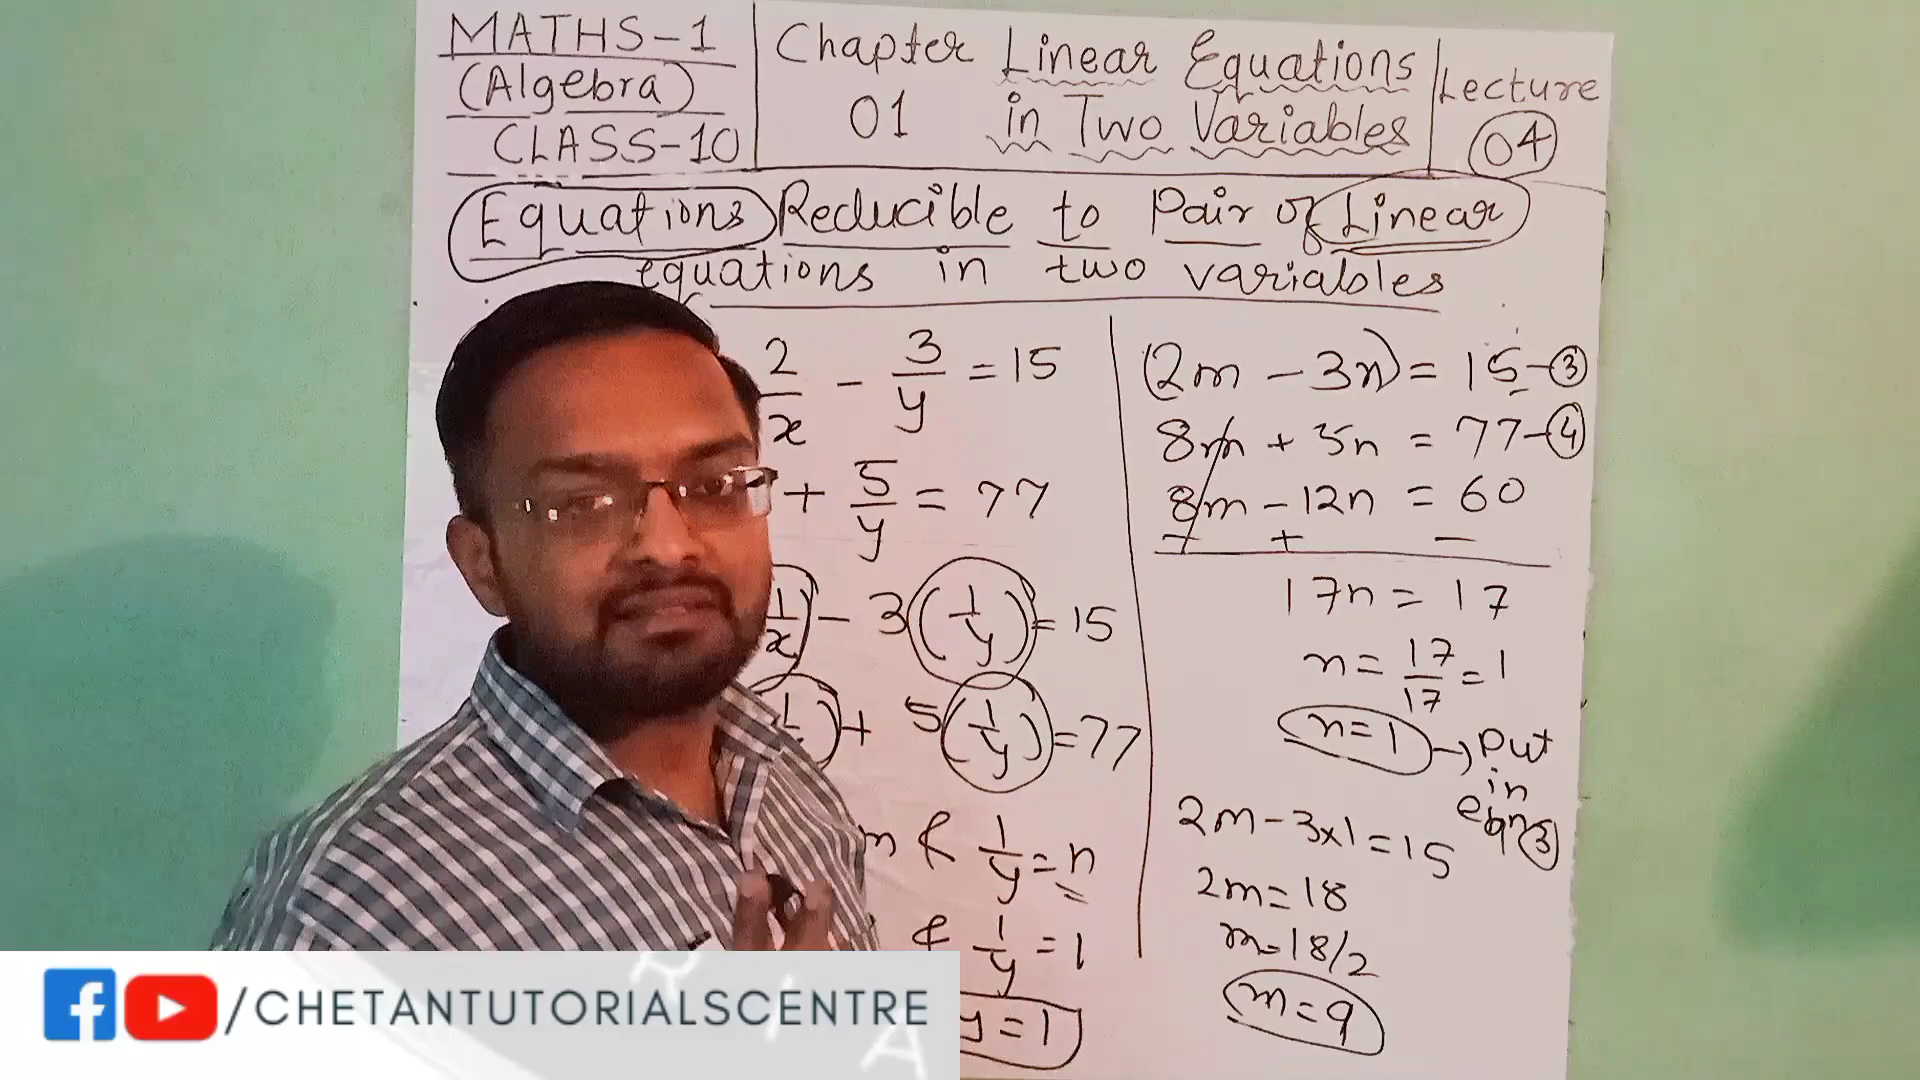 MATHS-1
(Algebra)
CLASS-10
Chapter 01
Linear Equations
in Two Variables
Lecture
04
Equations Reducible to Pair of Linear
equations in two variables
2/x - 3/y = 15
+ 5/y = 77
1/x) - 3(1/y) = 15
) + 5(1/y) = 77
m & 1/y = n
& 1/y = 1
y = 1
(2m - 3n) = 15 - 3
8m + 5n = 77 - 4
8m - 12n = 60
- + -
17n = 17
n = 17/17 = 1
n = 1 → Put
in
eqn 3
2m - 3x1 = 15
2m = 18
m = 18/2
m = 9
/CHETANTUTORIALSCENTRE